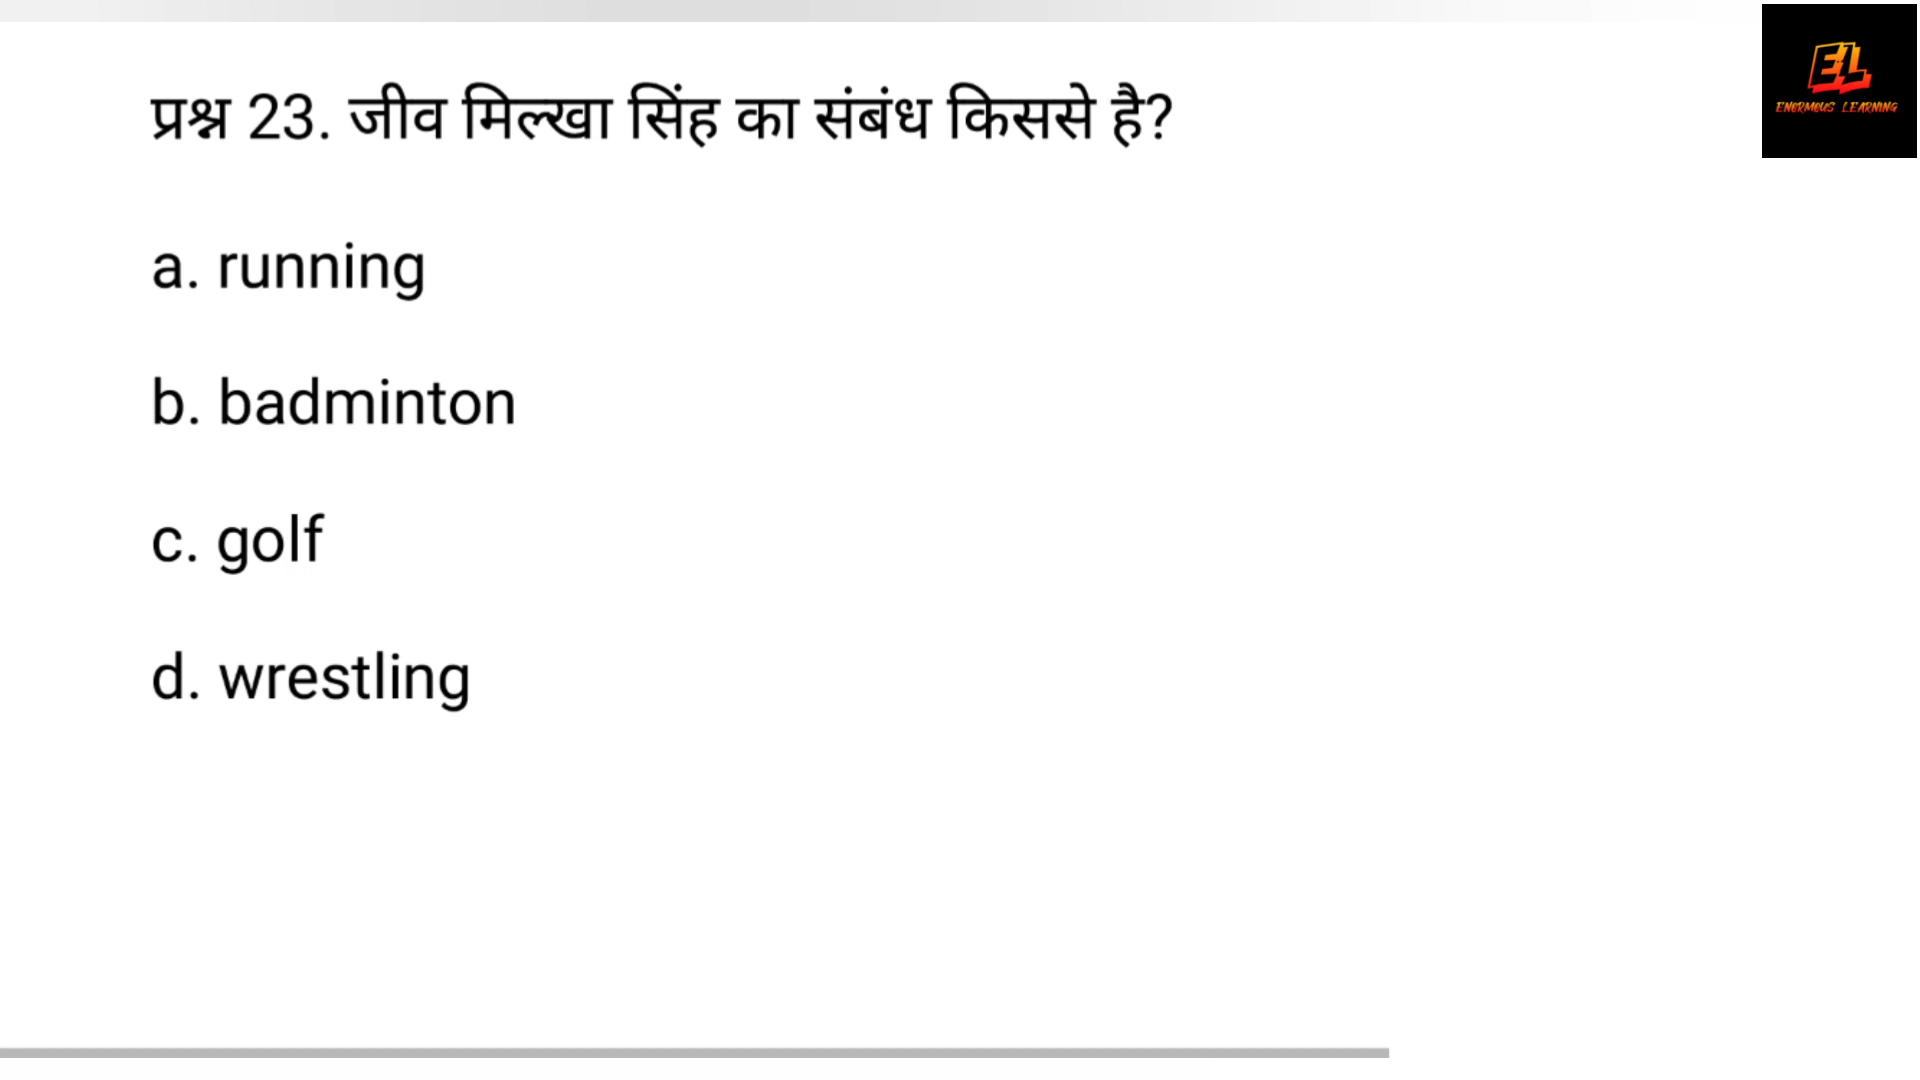 प्रश्न 23. जीव मिल्खा सिंह का संबंध किससे है?
a. running
b. badminton
c. golf
d. wrestling
EL
ENORMOUS LEARNING